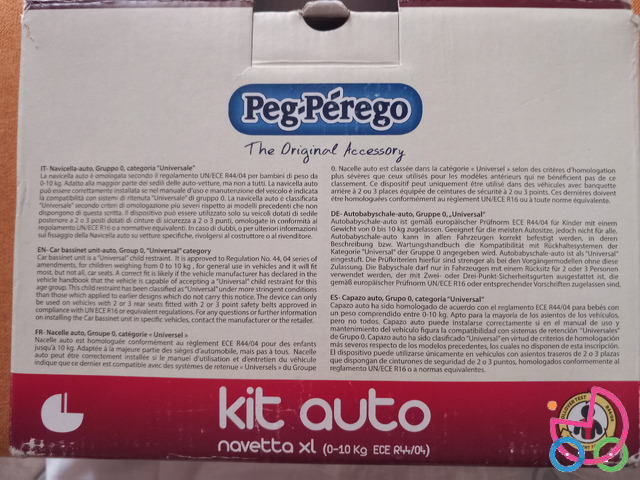 Peg-Pérego
The Original Accessory
IT- Navicella-auto, Gruppo 0, categoria "Universale"
La navicella auto è omologata secondo il regolamento UN/ECE R44/04 per bambini di peso da
0-10 kg. Adatto alla maggior parte dei sedili delle auto-vetture, ma non a tutti. La navicella auto
può essere correttamente installata se nel manuale d'uso e manutenzione del veicolo è indicata
la compatibilità con sistemi di ritenuta "Universale" di gruppo 0. La navicella auto è classificata
"Universale" secondo criteri di omologazione più severi rispetto ai modelli precedenti che non
dispongono di questa scritta. Il dispositivo può essere utilizzato solo su veicoli dotati di sedile
posteriore a 2 o 3 posti dotati di cinture di sicurezza a 2 o 3 punti, omologate in conformità al
regolamento UN/ECE R16 o a normative equivalenti. In caso di dubbi, o per ulteriori informazioni
sul fissaggio della Navicella auto su vetture specifiche, rivolgersi al costruttore o al rivenditore.
EN- Car bassinet unit-auto, Group 0, "Universal" category
Car bassinet unit is a "Universal" child restraint. It is approved to Regulation No. 44, 04 series of
amendments, for children weighing from 0 to 10 kg , for general use in vehicles and it will fit
most, but not all, car seats. A correct fit is likely if the vehicle manufacturer has declared in the
vehicle handbook that the vehicle is capable of accepting a "Universal" child restraint for this
age group. This child restraint has been classified as "Universal" under more stringent conditions
than those which applied to earlier designs which do not carry this notice. The device can only
be used on vehicles with rear seats fitted with 2 or 3 point safety belts approved in
compliance with UN ECE R16 or equivalent regulations. For any questions or further information
on installing the Car bassinet unit in specific vehicles, contact the manufacturer or the retailer.
FR- Nacelle auto, Groupe 0, catégorie « Universel »
Nacelle auto est homologuée conformément au règlement ECE R44/04 pour des enfants
jusqu'à 10 kg. Adaptée à la majeure partie des sièges d'automobile, mais pas à tous. Nacelle
auto peut être correctement installée si le manuel d'utilisation et d'entretien du véhicule
indique que ce dernier est compatible avec des systèmes de retenue « Universels » du Groupe
0. Nacelle auto est classée dans la catégorie « Universel » selon des critères d'homologation
plus sévères que ceux utilisés pour les modèles antérieurs qui ne bénéficient pas de ce
classement. Ce dispositif peut uniquement être utilisé dans des véhicules avec banquette
arrière à 2 ou 3 places équipée de ceintures de sécurité à 2 ou 3 points. Ces dernières doivent
être homologuées conformément au règlement UN/ECE R16 ou à toute norme équivalente.
DE- Autobabyschale-auto, Gruppe 0, „Universal"
Autobabyschale-auto ist gemäß europäischer Prüfnorm ECE R44/04 für Kinder mit einem
Gewicht von 0 bis 10 kg zugelassen. Geeignet für die meisten Autositze, jedoch nicht für alle.
Autobabyschale-auto kann in allen Fahrzeugen korrekt befestigt werden, in deren
Beschreibung bzw. Wartungshandbuch die Kompatibilität mit Rückhaltesystemen der
Kategorie "Universal" der Gruppe 0 angegeben wird. Autobabyschale-auto ist als "Universal"
eingestuft. Die Prüfkriterien hierfür sind strenger als bei den Vorgängermodellen ohne diese
Zulassung. Die Babyschale darf nur in Fahrzeugen mit einem Rücksitz für 2 oder 3 Personen
verwendet werden, der mit Zwei- oder Drei-Punkt-Sicherheitsgurten ausgestattet ist, die
gemäß europäischer Prüfnorm UN/ECE R16 oder entsprechender Vorschriften zugelassen sind.
ES- Capazo auto, Grupo 0, categoría "Universal"
Capazo auto ha sido homologado de acuerdo con el reglamento ECE R44/04 para bebés con
un peso comprendido entre 0-10 kg. Apto para la mayoría de los asientos de los vehículos,
pero no todos. Capazo auto puede instalarse correctamente si en el manual de uso y
mantenimiento del vehículo figura la compatibilidad con sistemas de retención "Universales"
de Grupo 0. Capazo auto ha sido clasificado "Universal" en virtud de criterios de homologación
más severos respecto de los modelos precedentes, los cuales no disponen de esta inscripción.
El dispositivo puede utilizarse únicamente en vehículos con asientos traseros de 2 o 3 plazas
que dispongan de cinturones de seguridad de 2 o 3 puntos, homologados conformemente
al reglamento UN/ECE R16 o a normas equivalentes.
kit auto
navetta xl (0-10 Kg ECE R44/04)